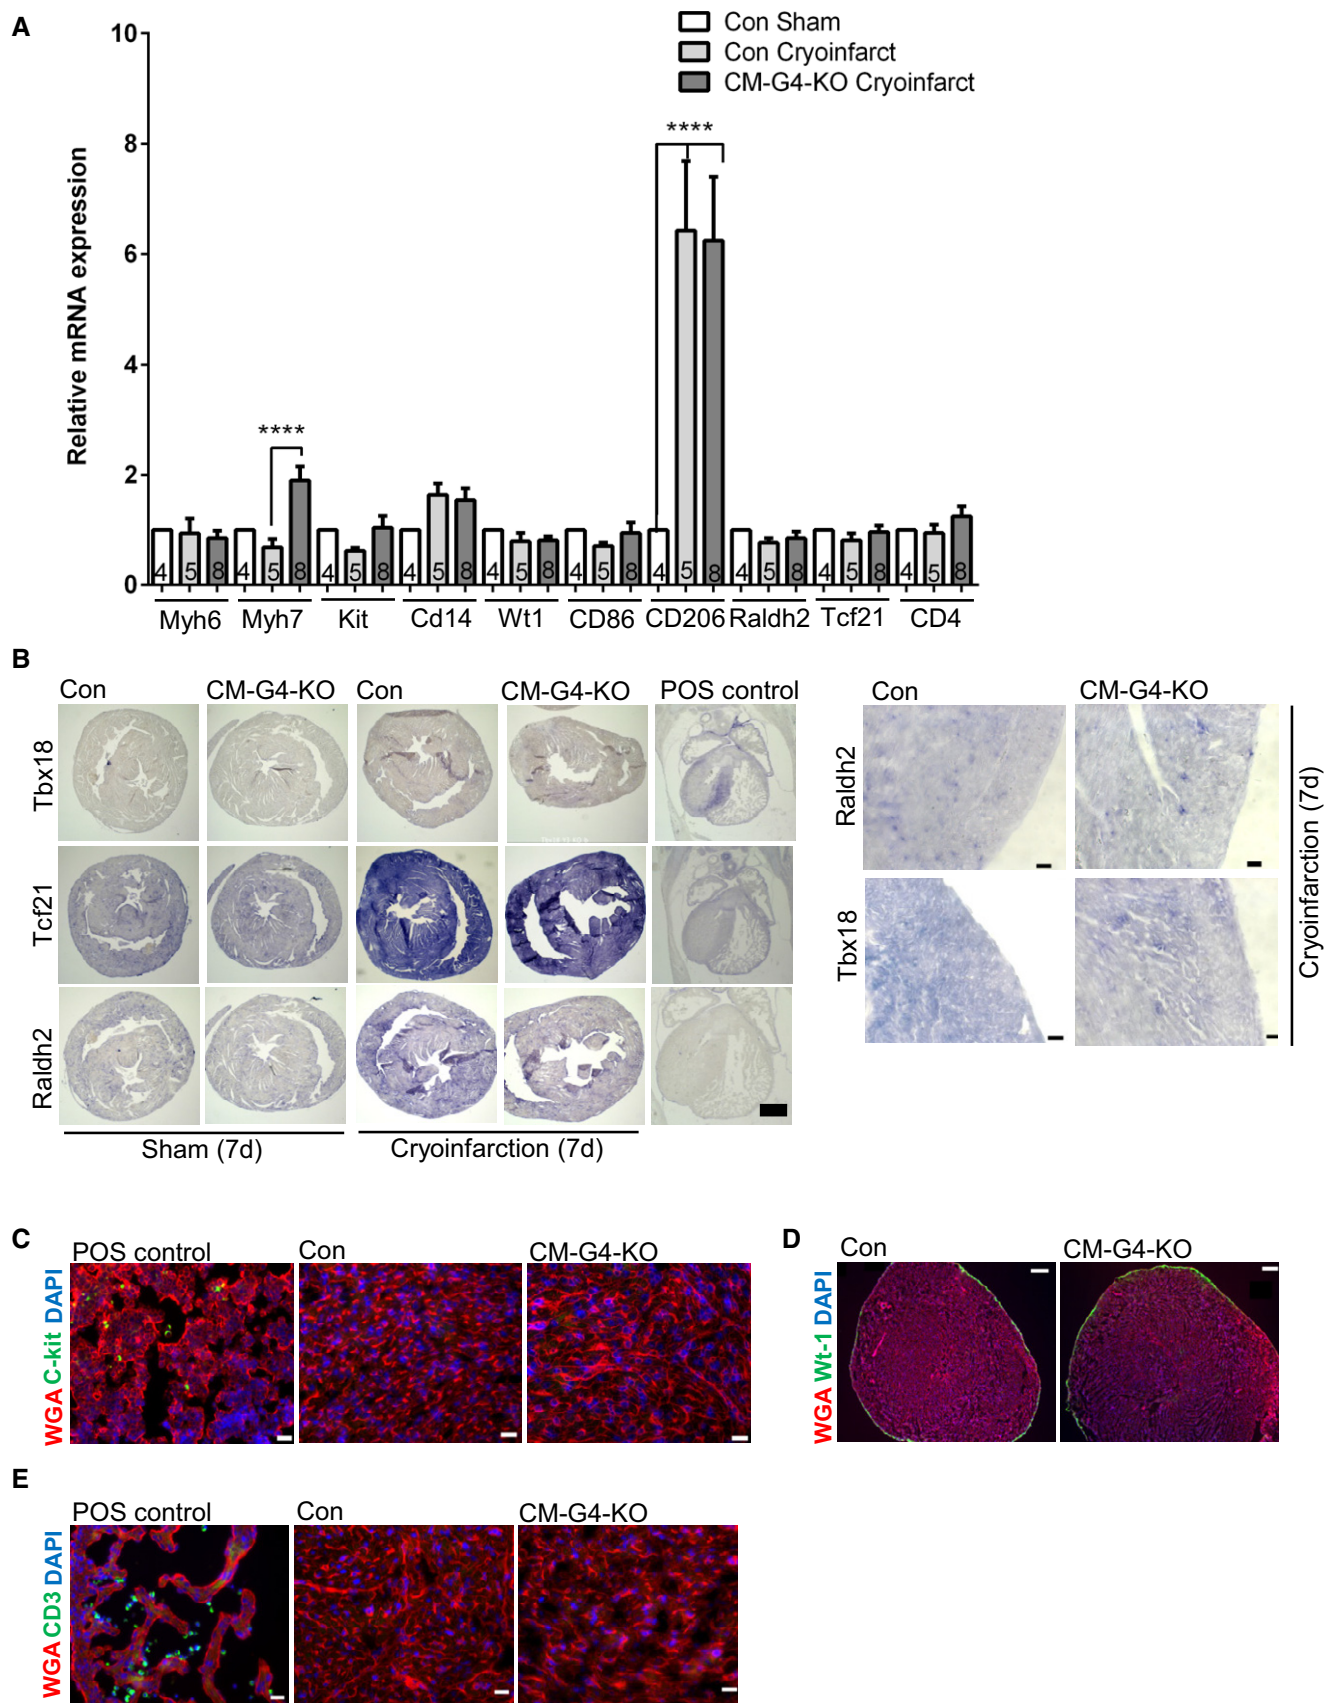 A
Con Sham
Con Cryoinfarct
CM-G4-KO Cryoinfarct
Relative mRNA expression
10
8
6
4
2
0
****
****
4 5 8 4 5 8 4 5 8 4 5 8 4 5 8 4 5 8 4 5 8 4 5 8 4 5 8 4 5 8
Myh6 Myh7 Kit Cd14 Wt1 CD86 CD206 Raldh2 Tcf21 CD4
B
Con CM-G4-KO Con CM-G4-KO POS control
Tbx18
Tcf21
Raldh2
Sham (7d) Cryoinfarction (7d)
Con CM-G4-KO
Raldh2
Tbx18
Cryoinfarction (7d)
C
POS control Con CM-G4-KO
WGA C-kit DAPI
D
Con CM-G4-KO
WGA Wt-1 DAPI
E
POS control Con CM-G4-KO
WGA CD3 DAPI